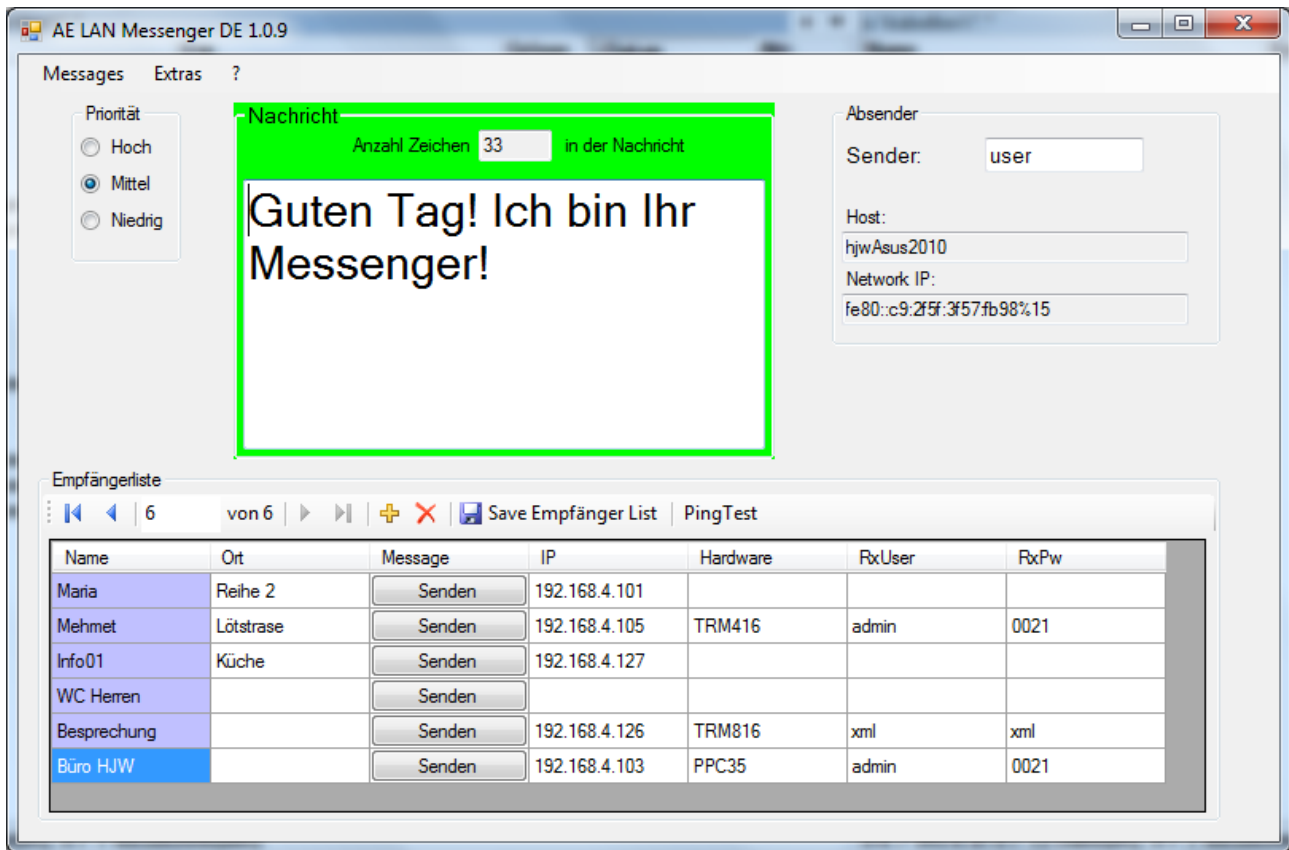 AE LAN Messenger DE 1.0.9
Messages Extras ?
Priorität
Hoch
Mittel
Niedrig
Nachricht
Anzahl Zeichen 33 in der Nachricht
Guten Tag! Ich bin Ihr
Messenger!
Absender
Sender: user
Host:
hjwAsus2010
Network IP:
fe80::c9:2f5f:3f57:fb98%15
Empfängerliste
6 von 6 Save Empfänger List PingTest
Name Ort Message IP Hardware RxUser RxPw
Maria Reihe 2 Senden 192.168.4.101
Mehmet Lötstrase Senden 192.168.4.105 TRM416 admin 0021
Info01 Küche Senden 192.168.4.127
WC Herren Senden
Besprechung Senden 192.168.4.126 TRM816 xml xml
Büro HJW Senden 192.168.4.103 PPC35 admin 0021